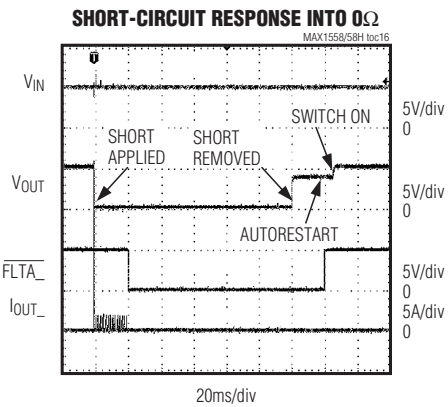 SHORT-CIRCUIT RESPONSE INTO 0Ω
MAX1558/58H toc16
VIN
5V/div
0
SWITCH ON
SHORT
APPLIED
SHORT
REMOVED
VOUT
5V/div
0
AUTORESTART
FLTA_
5V/div
0
IOUT_
5A/div
0
20ms/div